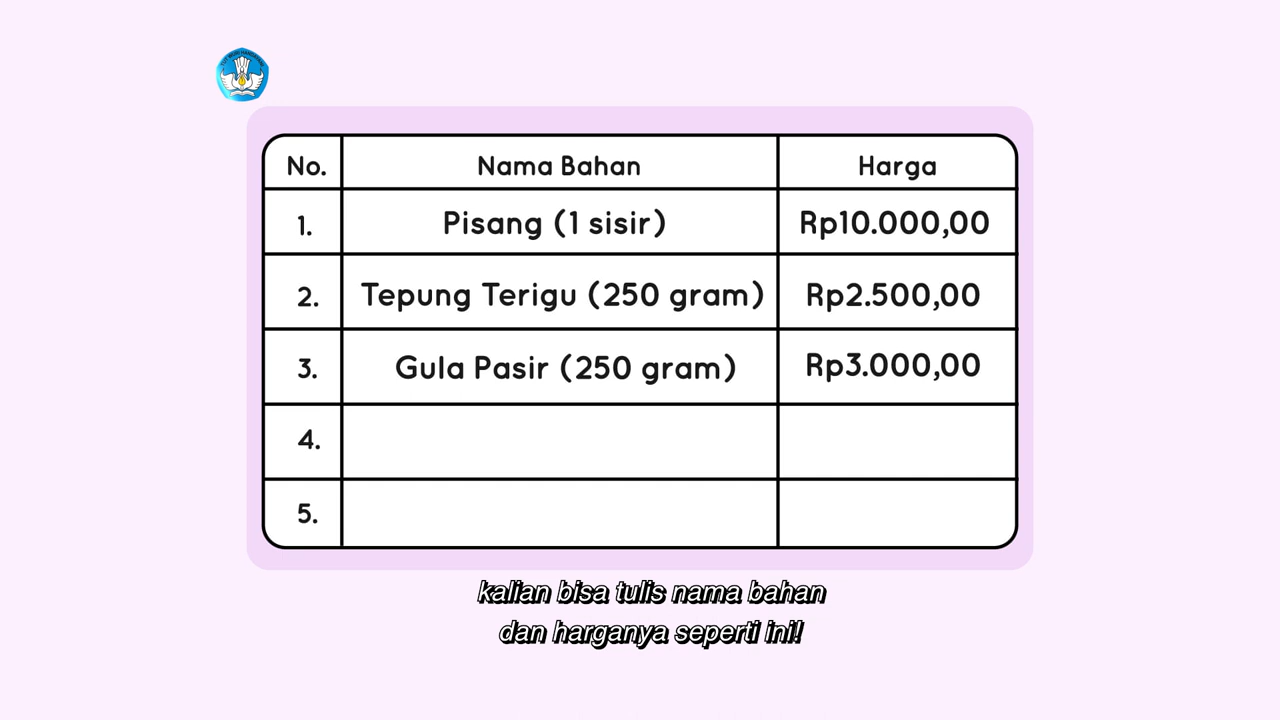 No. Nama Bahan Harga
1. Pisang (1 sisir) Rp10.000,00
2. Tepung Terigu (250 gram) Rp2.500,00
3. Gula Pasir (250 gram) Rp3.000,00
4.
5.
kalian bisa tulis nama bahan
dan harganya seperti ini!